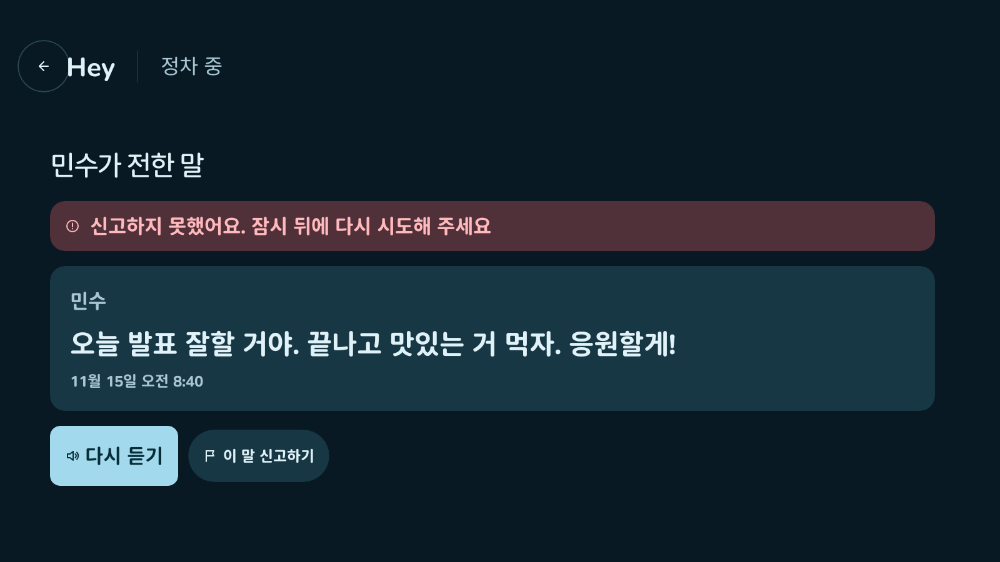 Hey
정차 중
민수가 전한 말
신고하지 못했어요. 잠시 뒤에 다시 시도해 주세요
민수
오늘 발표 잘할 거야. 끝나고 맛있는 거 먹자. 응원할게!
11월 15일 오전 8:40
다시 듣기
이 말 신고하기